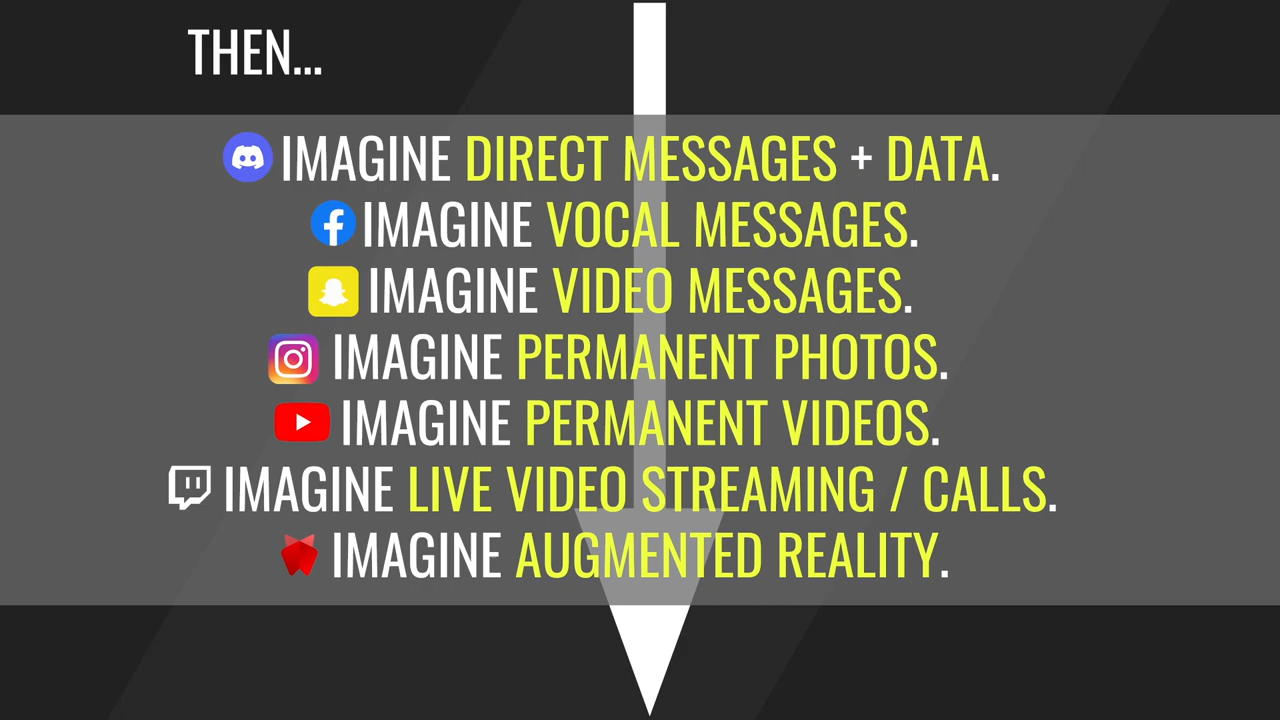 THEN...
IMAGINE DIRECT MESSAGES + DATA.
IMAGINE VOCAL MESSAGES.
IMAGINE VIDEO MESSAGES.
IMAGINE PERMANENT PHOTOS.
IMAGINE PERMANENT VIDEOS.
IMAGINE LIVE VIDEO STREAMING / CALLS.
IMAGINE AUGMENTED REALITY.